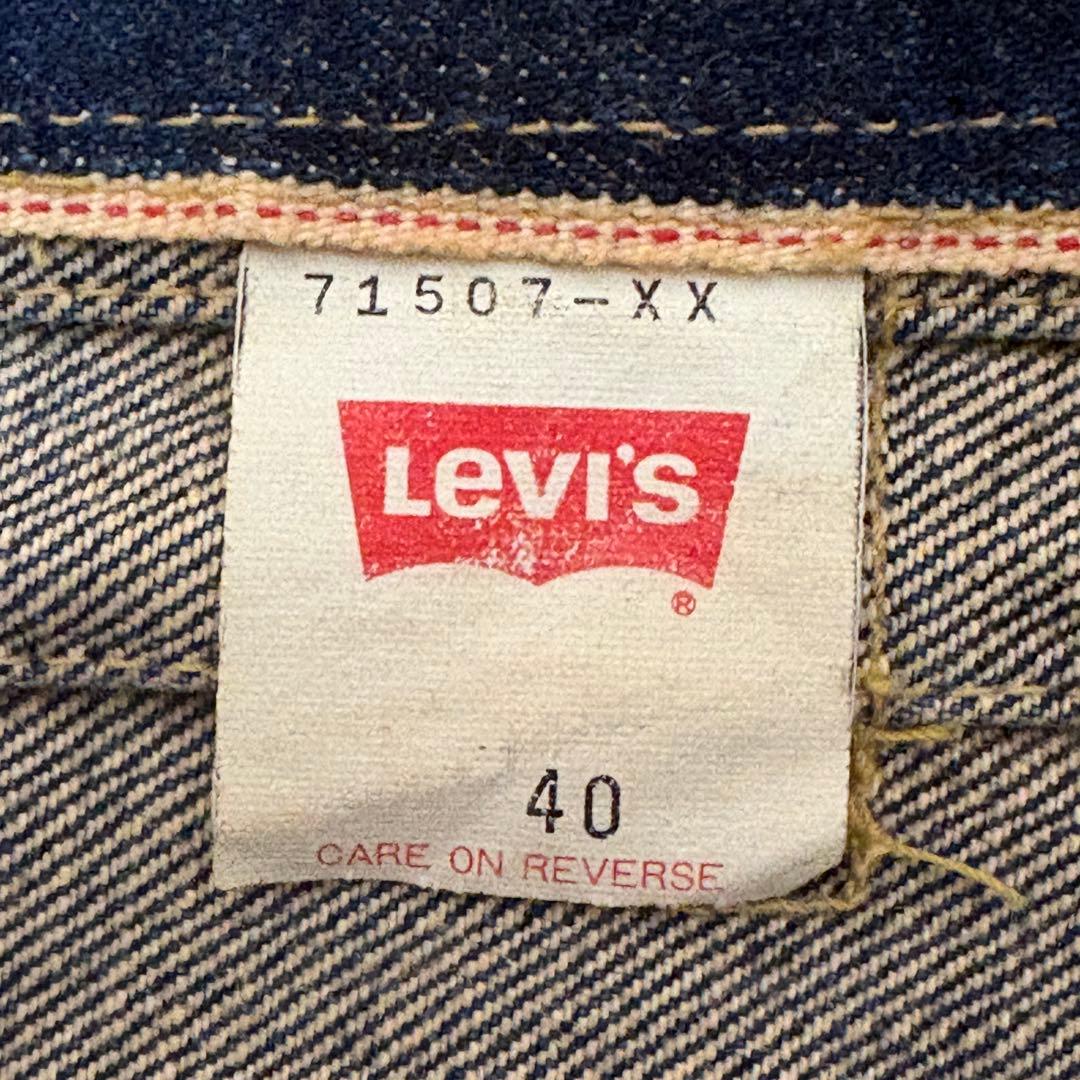 71507-XX
Levi's
®
40
CARE ON REVERSE